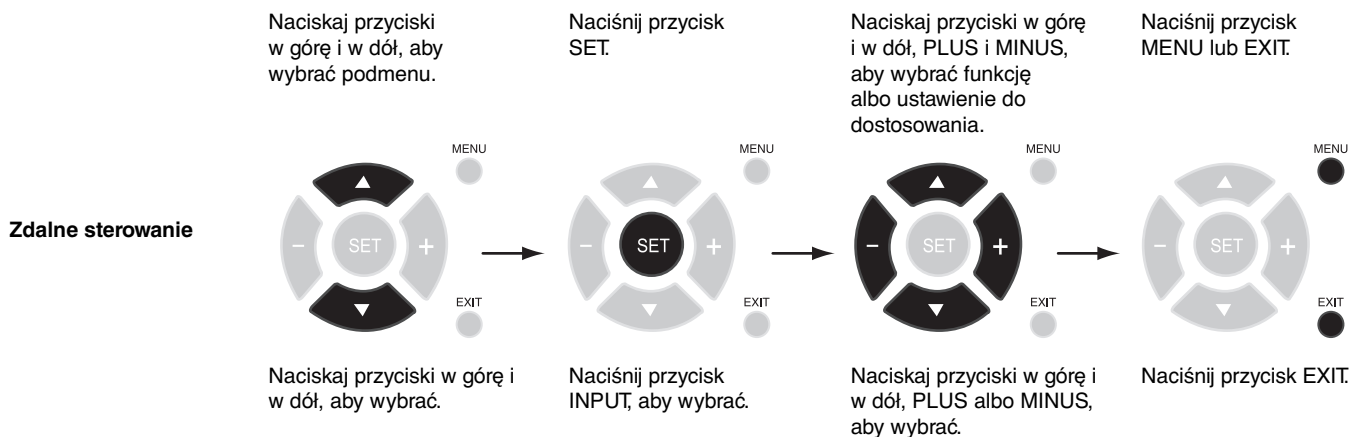 Naciskaj przyciski
w górę i w dół, aby
wybrać podmenu.
Naciśnij przycisk
SET.
Naciskaj przyciski w górę
i w dół, PLUS i MINUS,
aby wybrać funkcję
albo ustawienie do
dostosowania.
Naciśnij przycisk
MENU lub EXIT.
Zdalne sterowanie
MENU
- SET +
EXIT
MENU
- SET +
EXIT
MENU
- SET +
EXIT
MENU
- SET +
EXIT
Naciskaj przyciski w górę i
w dół, aby wybrać.
Naciśnij przycisk
INPUT, aby wybrać.
Naciskaj przyciski w górę i
w dół, PLUS albo MINUS,
aby wybrać.
Naciśnij przycisk EXIT.